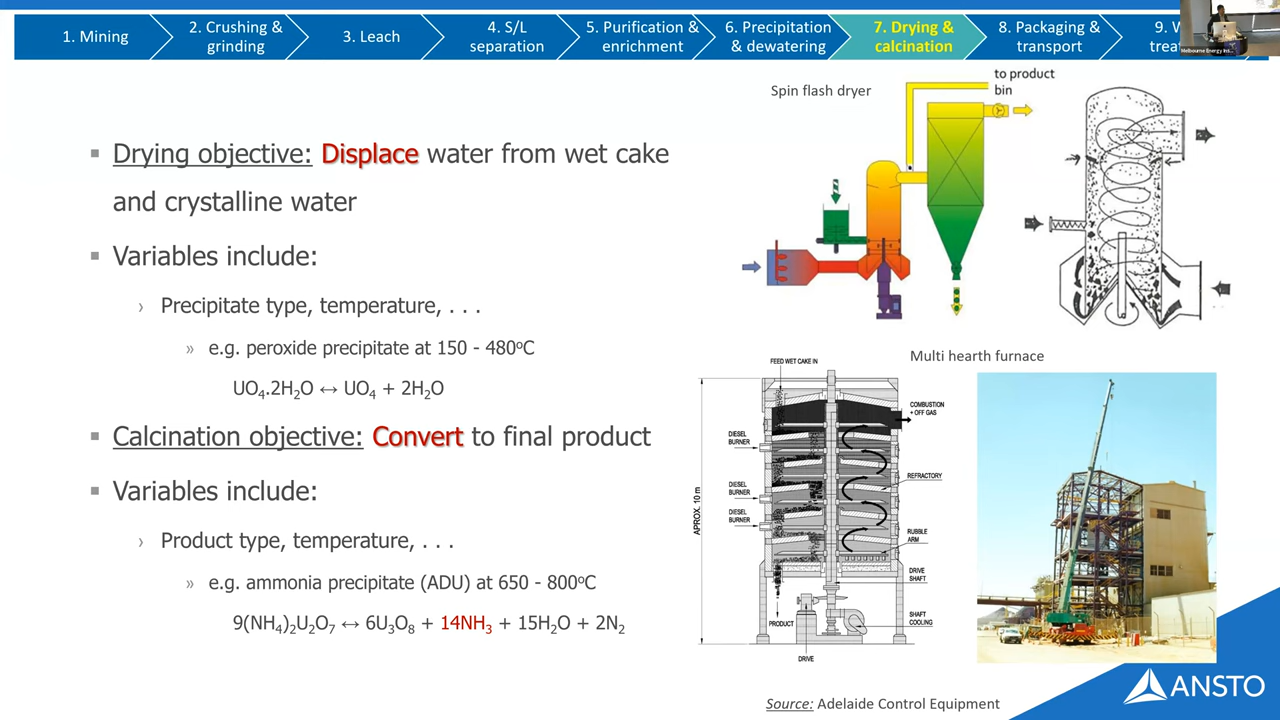 1. Mining
2. Crushing &
grinding
3. Leach
4. S/L
separation
5. Purification &
enrichment
6. Precipitation
& dewatering
7. Drying &
calcination
8. Packaging &
transport
9.
Melbourne Energy
▪ Drying objective: Displace water from wet cake
and crystalline water
▪ Variables include:
› Precipitate type, temperature, . . .
» e.g. peroxide precipitate at 150 - 480ºC
UO₄.2H₂O ↔ UO₄ + 2H₂O
▪ Calcination objective: Convert to final product
▪ Variables include:
› Product type, temperature, . . .
» e.g. ammonia precipitate (ADU) at 650 - 800ºC
9(NH₄)₂U₂O₇ ↔ 6U₃O₈ + 14NH₃ + 15H₂O + 2N₂
Spin flash dryer
to product
bin
Multi hearth furnace
FEED WET CAKE IN
COMBUSTION
+ OFF GAS
DIESEL
BURNER
DIESEL
BURNER
DIESEL
BURNER
REFRACTORY
APROX. 10 m
RUBBLE
ARM
DRIVE
SHAFT
SHAFT
COOLING
PRODUCT
DRIVE
Source: Adelaide Control Equipment
ANSTO